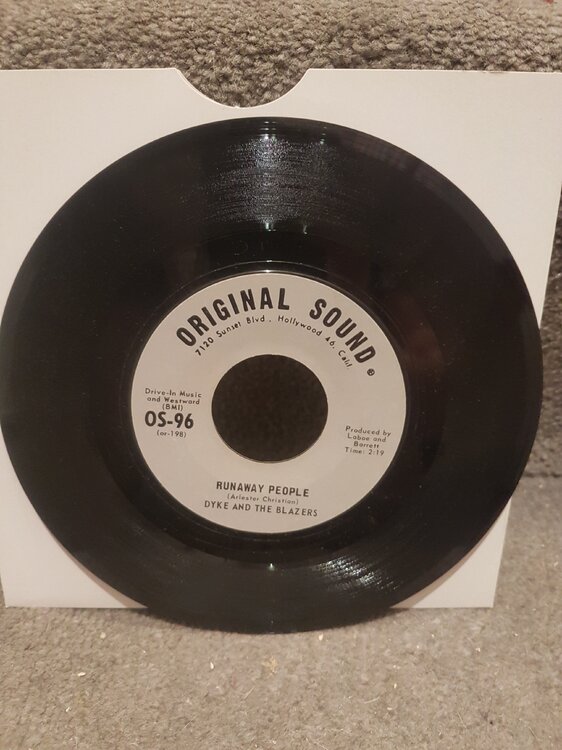 ORIGINAL SOUND®
7120 Sunset Blvd., Hollywood 46, Calif
Drive-In Music
and Westward
(BMI)
OS-96
(or-198)
Produced by
Laboe and
Barrett
Time: 2:19
RUNAWAY PEOPLE
(Arlester Christian)
DYKE AND THE BLAZERS